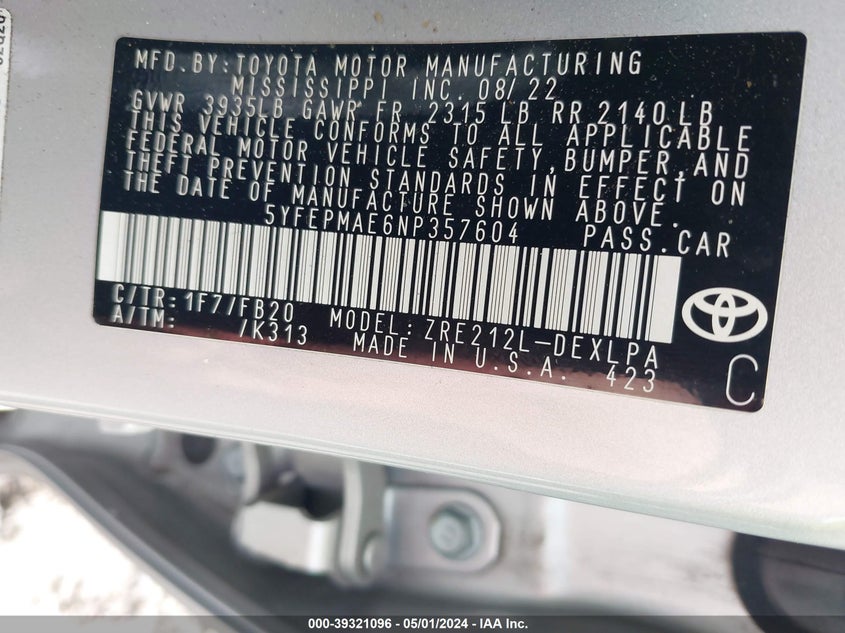 MFD.BY:TOYOTA MOTOR MANUFACTURING
MISSISSIPPI INC. 08/22
GVWR 3935LB GAWR FR 2315 LB RR 2140 LB
THIS VEHICLE CONFORMS TO ALL APPLICABLE
FEDERAL MOTOR VEHICLE SAFETY,BUMPER,AND
THEFT PREVENTION STANDARDS IN EFFECT ON
THE DATE OF MANUFACTURE SHOWN ABOVE.
5YFEPMAE6NP357604 PASS.CAR
C/TR:1F7/FB20 MODEL:ZRE212L-DEXLPA
A/TM: /K313 MADE IN U.S.A. 423 C
000-39321096 - 05/01/2024 - IAA Inc.